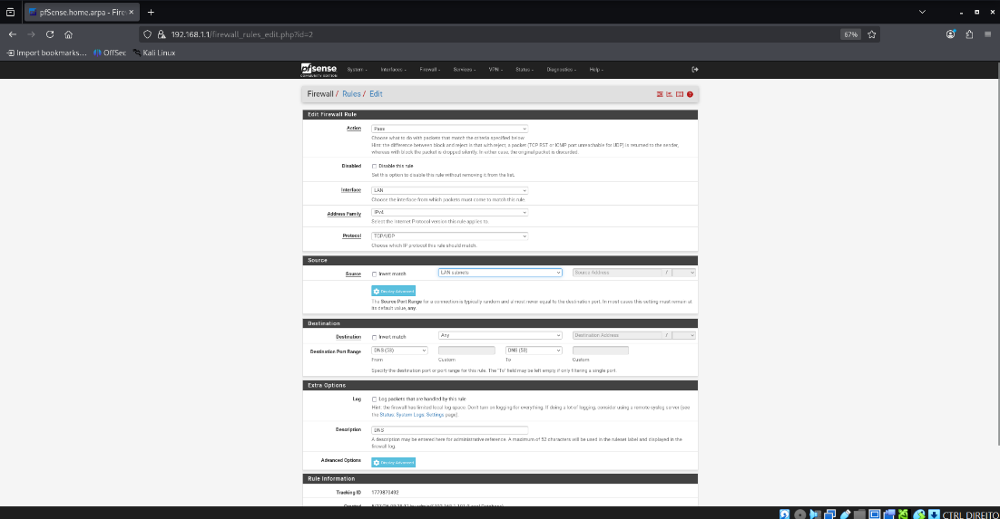 pfSense.home.arpa - Fire
192.168.1.1/firewall_rules_edit.php?id=2
67%
Import bookmarks...
OffSec
Kali Linux
pfsense
COMMUNITY EDITION
System
Interfaces
Firewall
Services
VPN
Status
Diagnostics
Help
Firewall / Rules / Edit
Edit Firewall Rule
Action
Pass
Choose what to do with packets that match the criteria specified below.
Hint: the difference between block and reject is that with reject, a packet (TCP RST or ICMP port unreachable for UDP) is returned to the sender,
whereas with block the packet is dropped silently. In either case, the original packet is discarded.
Disabled
Disable this rule
Set this option to disable this rule without removing it from the list.
Interface
LAN
Choose the interface from which packets must come to match this rule.
Address Family
IPv4
Select the Internet Protocol version this rule applies to.
Protocol
TCP/UDP
Choose which IP protocol this rule should match.
Source
Source
Invert match
LAN subnets
Source Address
/
Display Advanced
The Source Port Range for a connection is typically random and almost never equal to the destination port. In most cases this setting must remain at
its default value, any.
Destination
Destination
Invert match
Any
Destination Address
/
Destination Port Range
DNS (53)
DNS (53)
From
Custom
To
Custom
Specify the destination port or port range for this rule. The "To" field may be left empty if only filtering a single port.
Extra Options
Log
Log packets that are handled by this rule
Hint: the firewall has limited local log space. Don't turn on logging for everything. If doing a lot of logging, consider using a remote syslog server (see
the Status: System Logs: Settings page).
Description
DNS
A description may be entered here for administrative reference. A maximum of 52 characters will be used in the ruleset label and displayed in the
firewall log.
Advanced Options
Display Advanced
Rule Information
Tracking ID
CTRL DIREITO